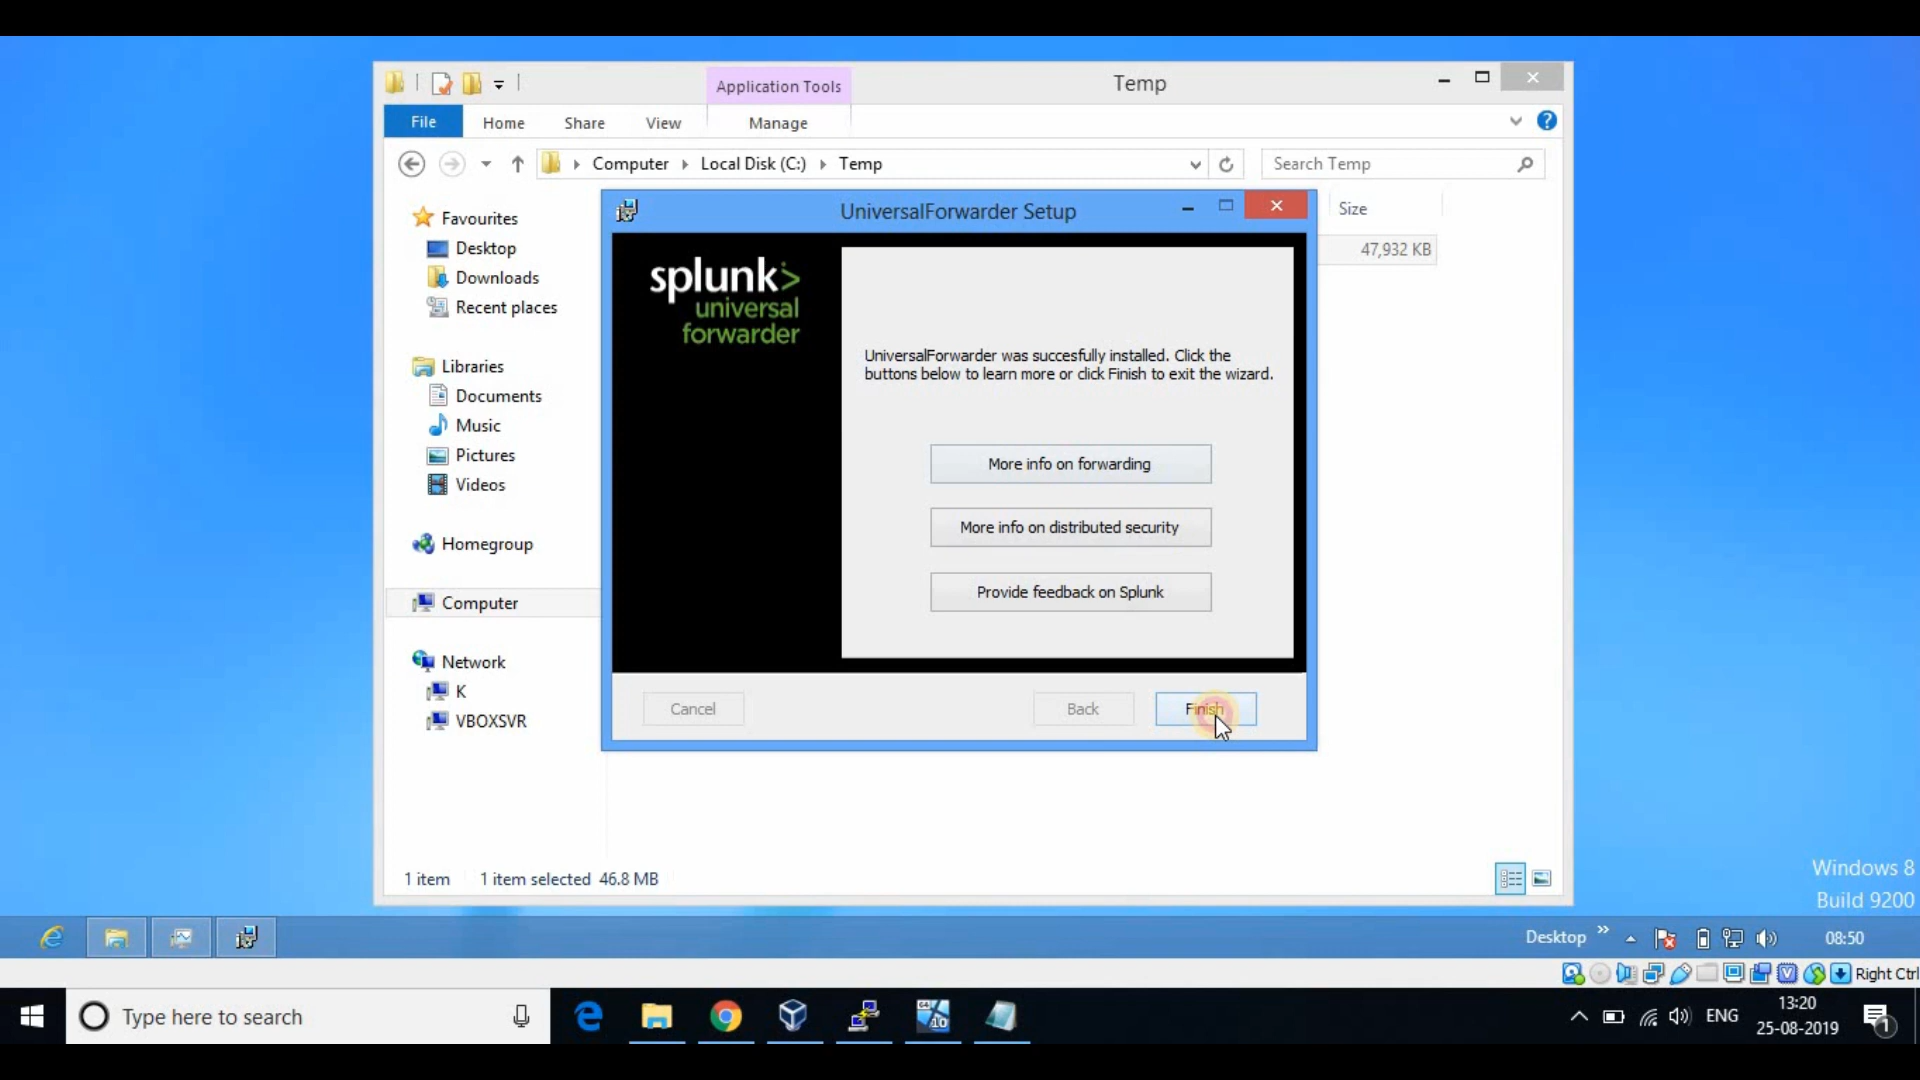 Application Tools
Temp
File
Home
Share
View
Manage
Computer
Local Disk (C:)
Temp
Search Temp
Favourites
Desktop
Downloads
Recent places
Libraries
Documents
Music
Pictures
Videos
Homegroup
Computer
Network
K
VBOXSVR
Size
47,932 KB
UniversalForwarder Setup
splunk>
universal
forwarder
UniversalForwarder was succesfully installed. Click the
buttons below to learn more or click Finish to exit the wizard.
More info on forwarding
More info on distributed security
Provide feedback on Splunk
Cancel
Back
Finish
1 item
1 item selected 46.8 MB
Windows 8
Build 9200
Desktop
08:50
Right Ctrl
Type here to search
64
10
ENG
13:20
25-08-2019
1